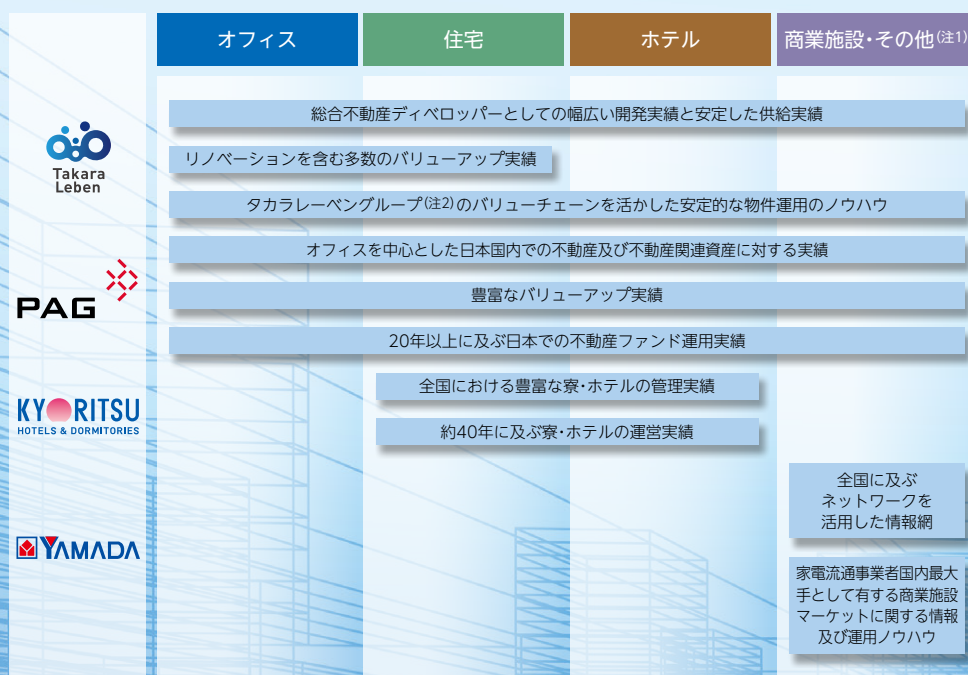 オフィス
住宅
ホテル
商業施設・その他(注1)
Takara
Leben
総合不動産ディベロッパーとしての幅広い開発実績と安定した供給実績
リノベーションを含む多数のバリューアップ実績
タカラレーベングループ(注2)のバリューチェーンを活かした安定的な物件運用のノウハウ
PAG
オフィスを中心とした日本国内での不動産及び不動産関連資産に対する実績
豊富なバリューアップ実績
20年以上に及ぶ日本での不動産ファンド運用実績
KYORITSU
HOTELS & DORMITORIES
全国における豊富な寮・ホテルの管理実績
約40年に及ぶ寮・ホテルの運営実績
YAMADA
全国に及ぶ
ネットワークを
活用した情報網
家電流通事業者国内最大
手として有する商業施設
マーケットに関する情報
及び運用ノウハウ